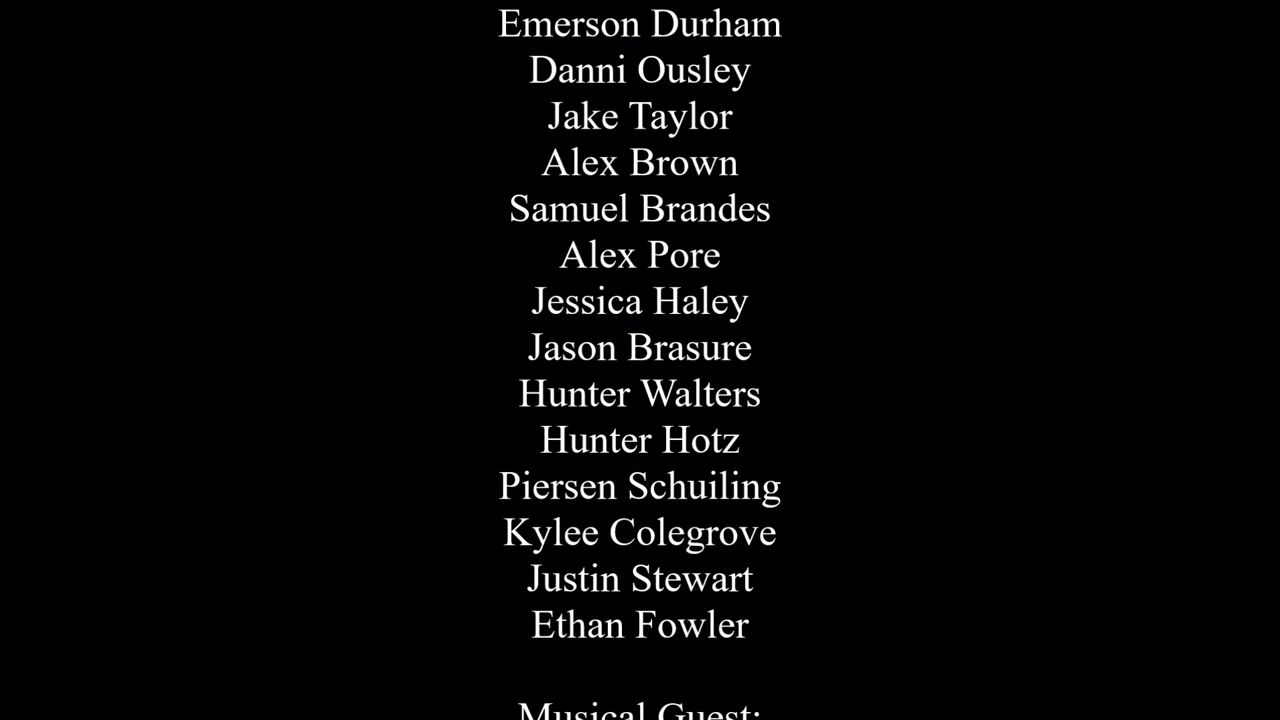 Emerson Durham
Danni Ousley
Jake Taylor
Alex Brown
Samuel Brandes
Alex Pore
Jessica Haley
Jason Brasure
Hunter Walters
Hunter Hotz
Piersen Schuiling
Kylee Colegrove
Justin Stewart
Ethan Fowler
Musical Guest: